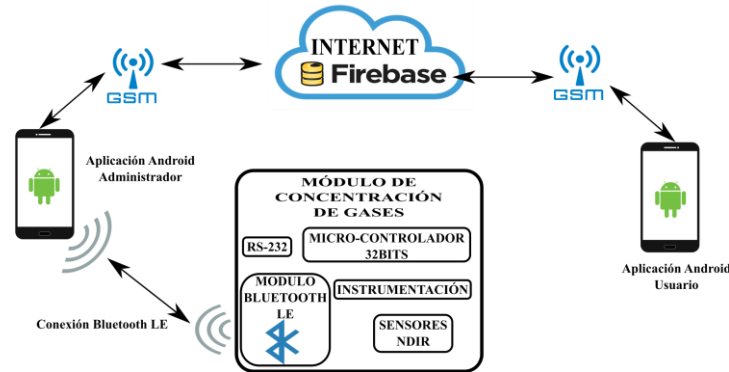 INTERNET
Firebase
GSM
GSM
Aplicación Android
Administrador
MÓDULO DE
CONCENTRACIÓN
DE GASES
RS-232
MICRO-CONTROLADOR
32BITS
MODULO
BLUETOOTH
LE
INSTRUMENTACIÓN
SENSORES
NDIR
Aplicación Android
Usuario
Conexión Bluetooth LE